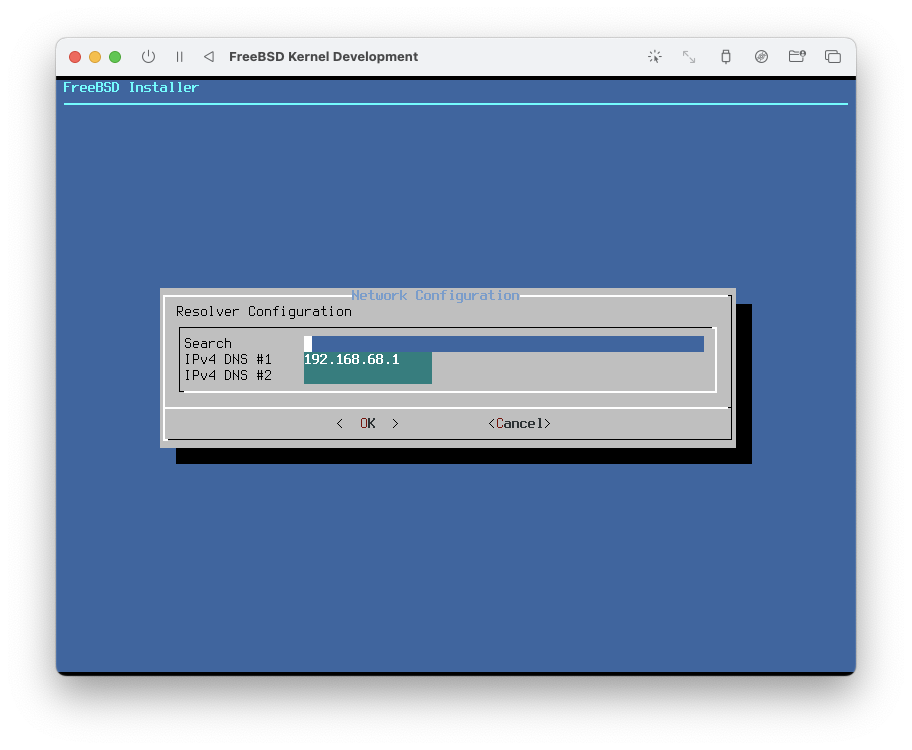 FreeBSD Kernel Development
FreeBSD Installer
Network Configuration
Resolver Configuration
Search
IPv4 DNS #1 192.168.68.1
IPv4 DNS #2
< OK > <Cancel>